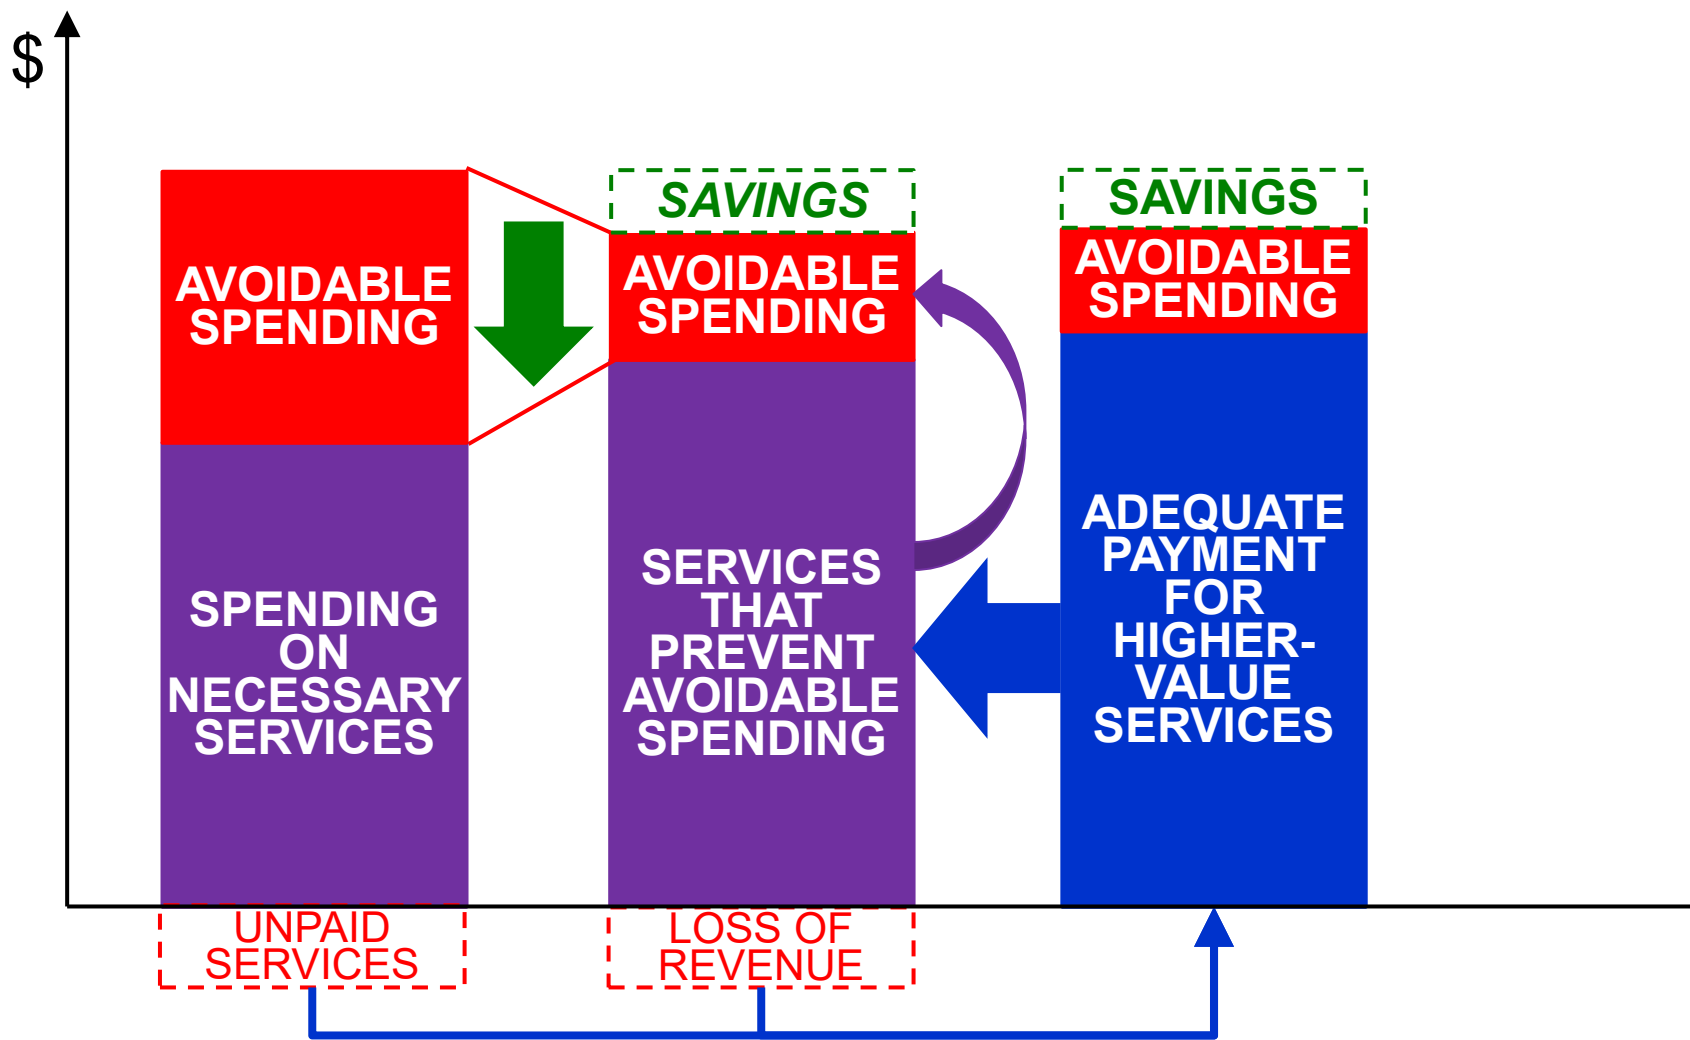 $
AVOIDABLE
SPENDING
SPENDING
ON
NECESSARY
SERVICES
UNPAID
SERVICES
SAVINGS
AVOIDABLE
SPENDING
SERVICES
THAT
PREVENT
AVOIDABLE
SPENDING
LOSS OF
REVENUE
SAVINGS
AVOIDABLE
SPENDING
ADEQUATE
PAYMENT
FOR
HIGHER-
VALUE
SERVICES